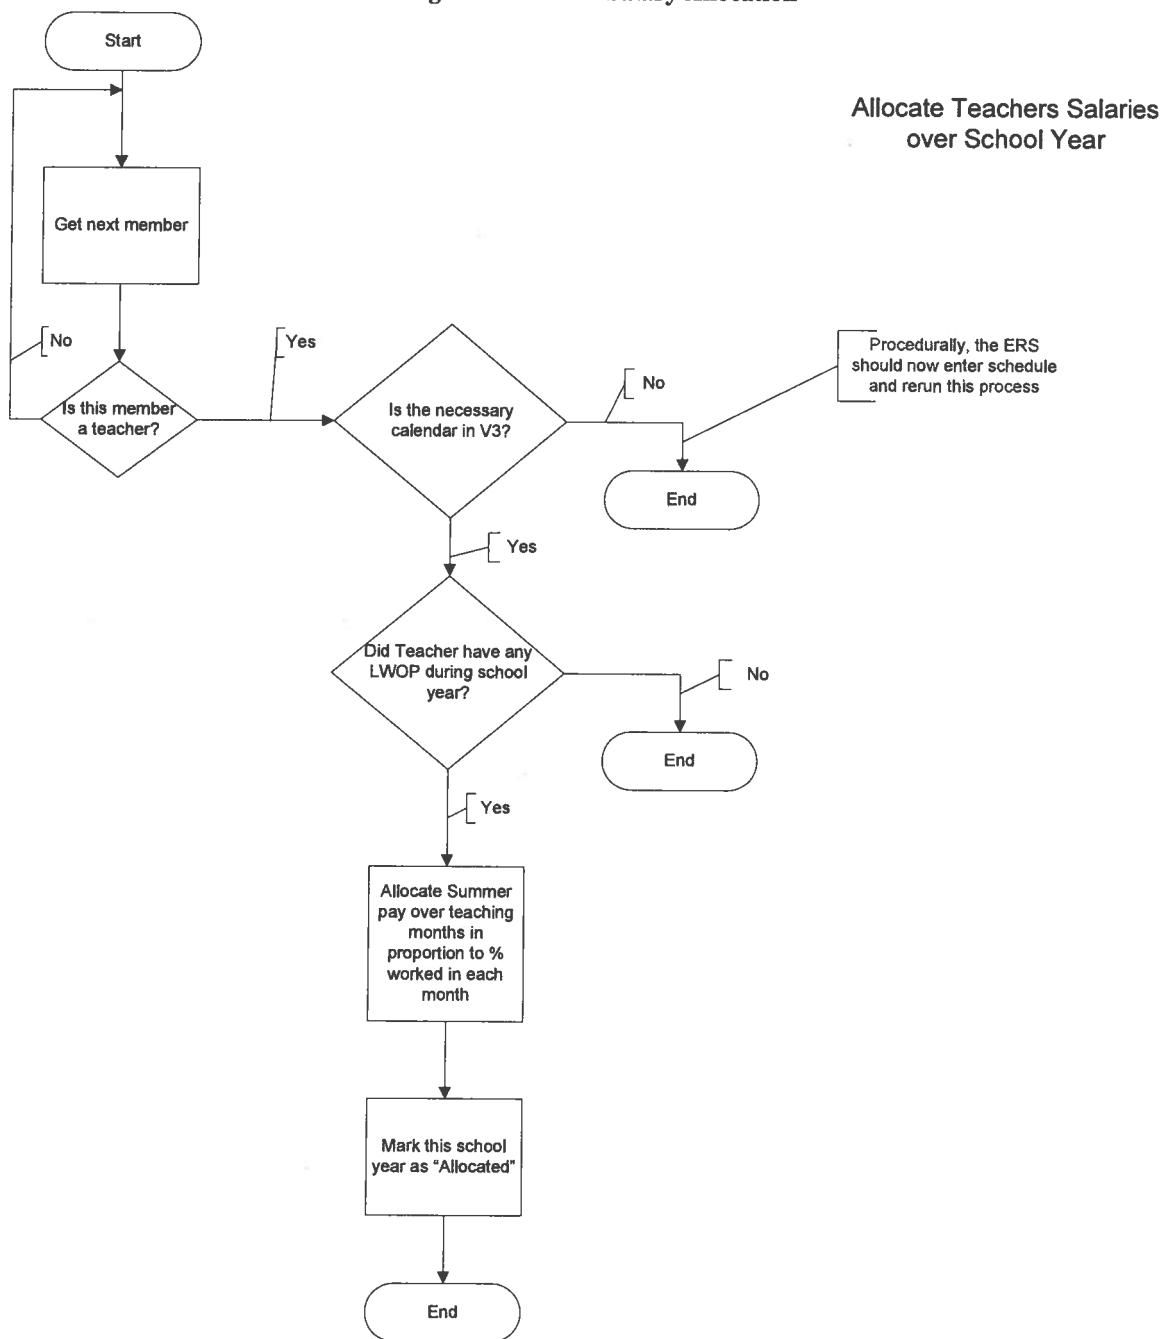 Salary Allocation
Start
Allocate Teachers Salaries
over School Year
Get next member
No
Yes
Is this member
a teacher?
Is the necessary
calendar in V3?
No
Procedurally, the ERS
should now enter schedule
and rerun this process
End
Yes
Did Teacher have any
LWOP during school
year?
No
End
Yes
Allocate Summer
pay over teaching
months in
proportion to %
worked in each
month
Mark this school
year as “Allocated”
End